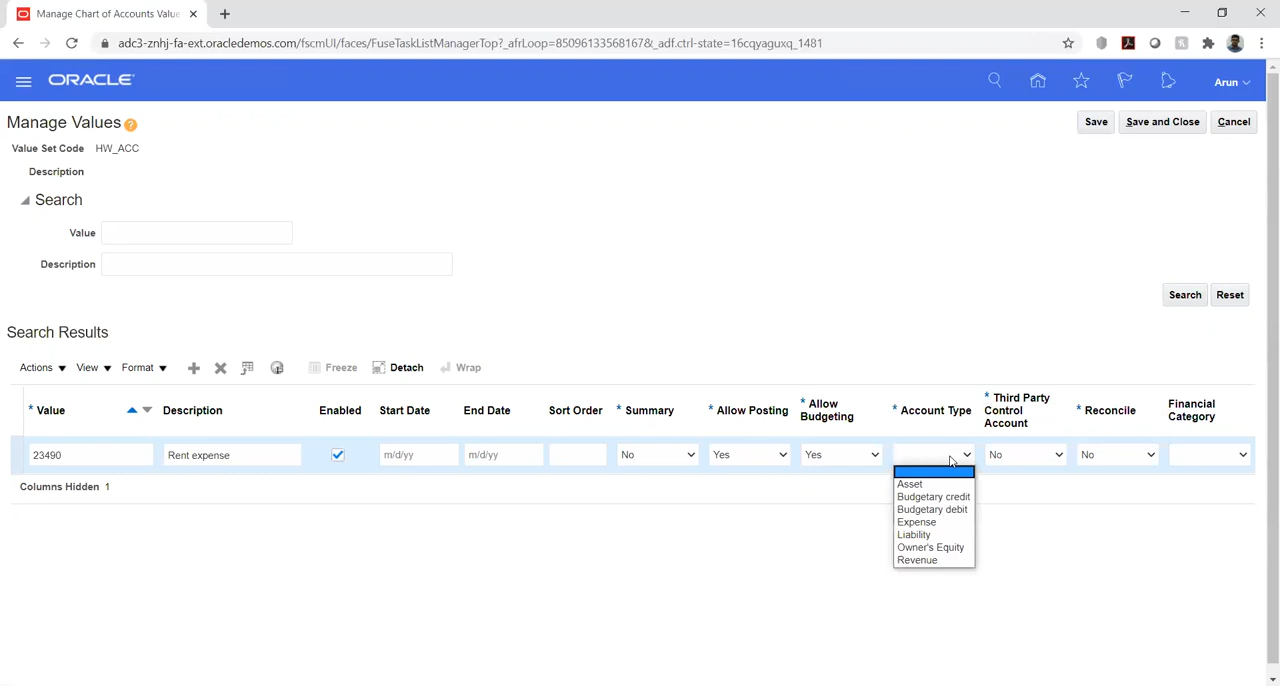 Manage Chart of Accounts Value
adc3-znhj-fa-ext.oracledemos.com/fscmUI/faces/FuseTaskListManagerTop?_afrLoop=850961335681678&_adf.ctrl-state=16cqyaguxq_1481
ORACLE
Arun
Manage Values ?
Save Save and Close Cancel
Value Set Code HW_ACC
Description
Search
Value
Description
Search Reset
Search Results
Actions View Format Freeze Detach Wrap
* Value Description Enabled Start Date End Date Sort Order * Summary * Allow Posting * Allow Budgeting * Account Type * Third Party Control Account * Reconcile Financial Category
23490 Rent expense m/d/yy m/d/yy No Yes Yes No No
Columns Hidden 1
Asset
Budgetary credit
Budgetary debit
Expense
Liability
Owner's Equity
Revenue